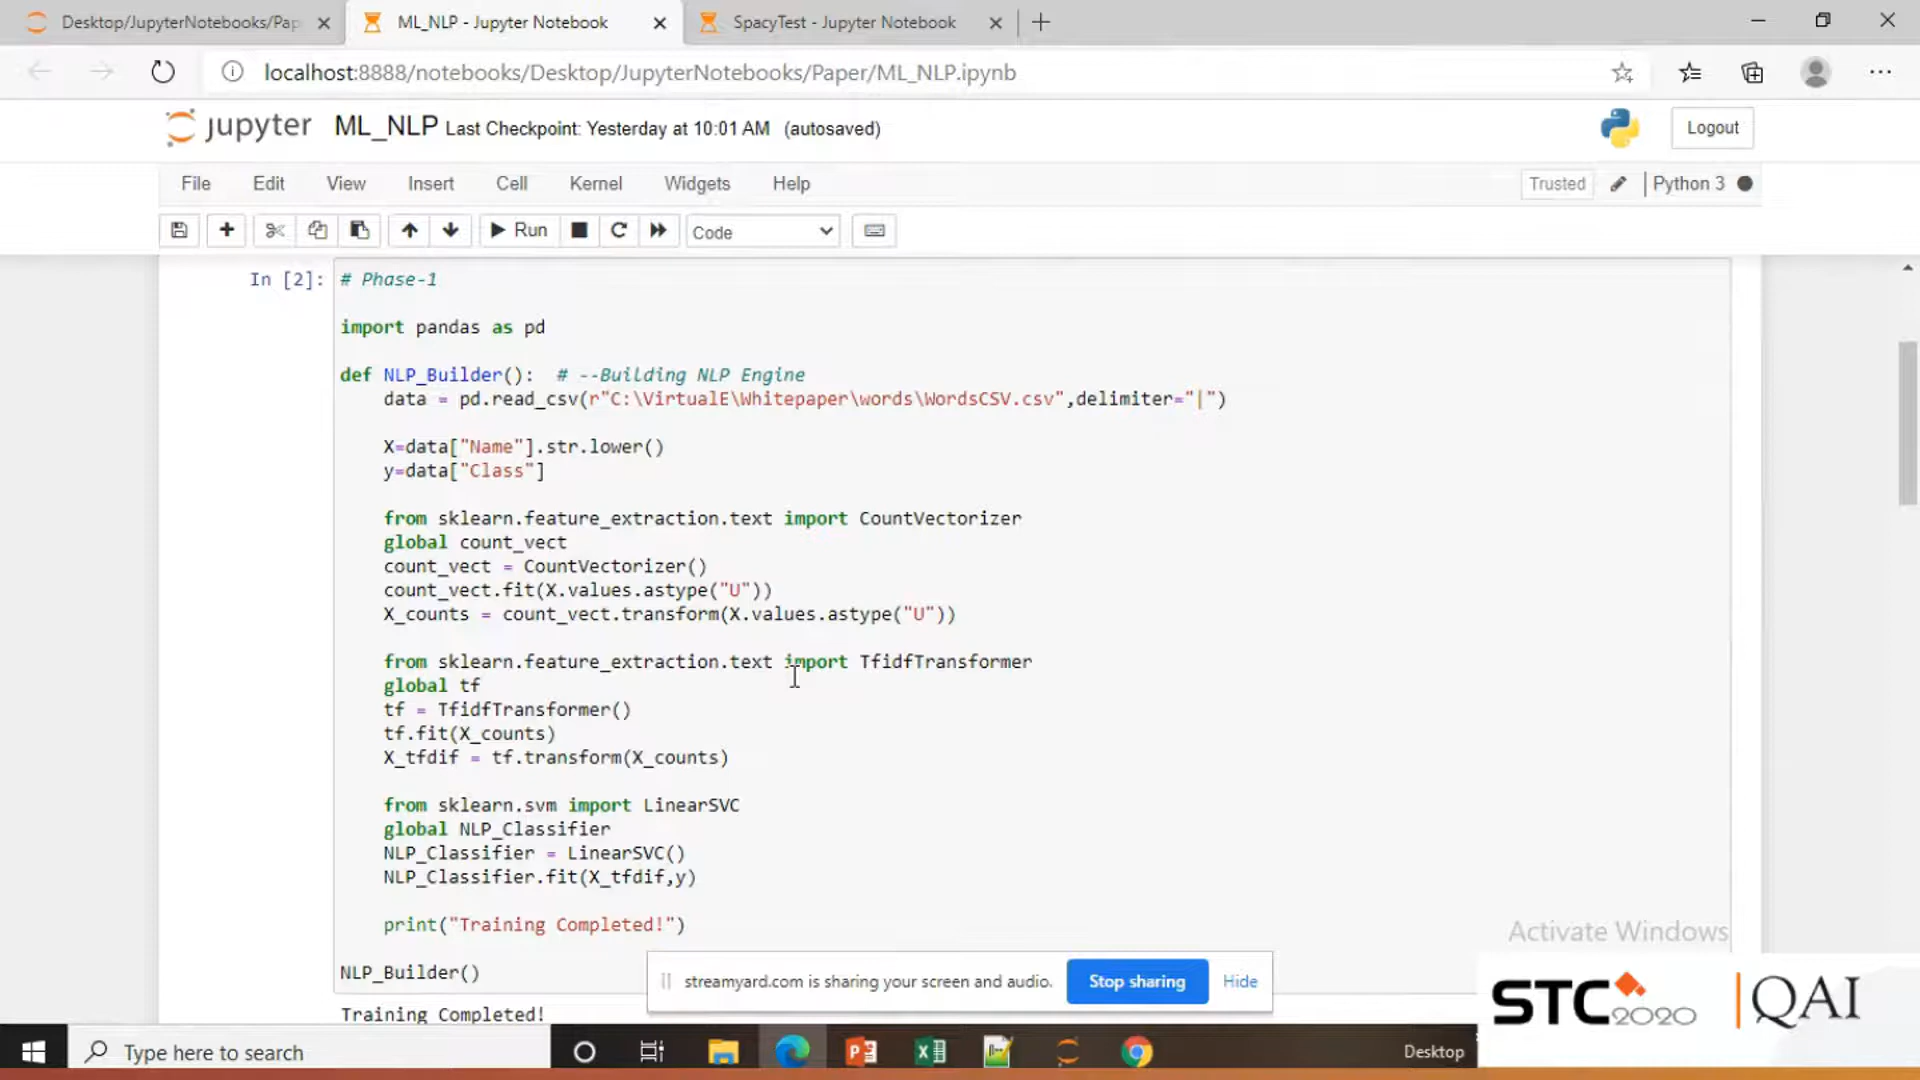 Desktop/JupyterNotebooks/Pap
ML_NLP - Jupyter Notebook
SpacyTest - Jupyter Notebook
localhost:8888/notebooks/Desktop/JupyterNotebooks/Paper/ML_NLP.ipynb
jupyter ML_NLP Last Checkpoint: Yesterday at 10:01 AM (autosaved)
Logout
File Edit View Insert Cell Kernel Widgets Help
Trusted
Python 3
Run
Code
In [2]:
# Phase-1
import pandas as pd
def NLP_Builder():  # --Building NLP Engine
data = pd.read_csv(r"C:\VirtualE\Whitepaper\words\WordsCSV.csv",delimiter="|")
X=data["Name"].str.lower()
y=data["Class"]
from sklearn.feature_extraction.text import CountVectorizer
global count_vect
count_vect = CountVectorizer()
count_vect.fit(X.values.astype("U"))
X_counts = count_vect.transform(X.values.astype("U"))
from sklearn.feature_extraction.text import TfidfTransformer
global tf
tf = TfidfTransformer()
tf.fit(X_counts)
X_tfdif = tf.transform(X_counts)
from sklearn.svm import LinearSVC
global NLP_Classifier
NLP_Classifier = LinearSVC()
NLP_Classifier.fit(X_tfdif,y)
print("Training Completed!")
NLP_Builder()
Training Completed!
Activate Windows
streamyard.com is sharing your screen and audio.
Stop sharing
Hide
STC2020
QAI
Type here to search
Desktop